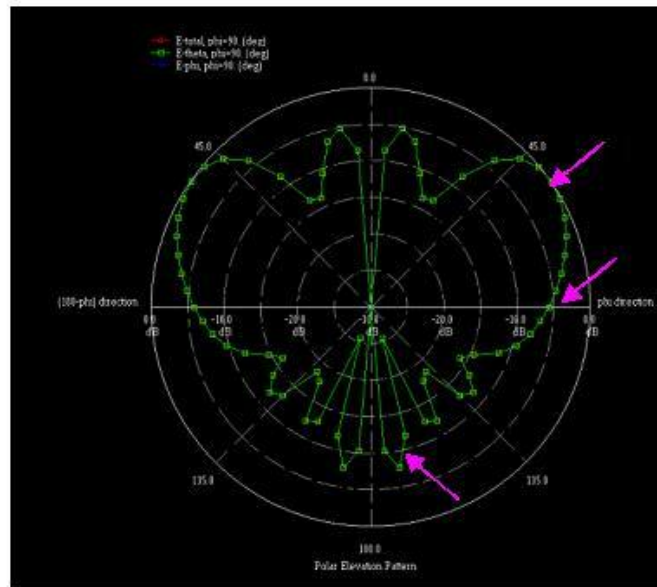 E-total, phi=90. (deg)
E-theta, phi=90. (deg)
E-phi, phi=90. (deg)
0.0
45.0 45.0
(180-phi) direction phi direction
0.0 -10.0 -20.0 -20.0 -10.0 0.0
dB dB dB dB dB dB dB
135.0 135.0
180.0
Polar Elevation Pattern